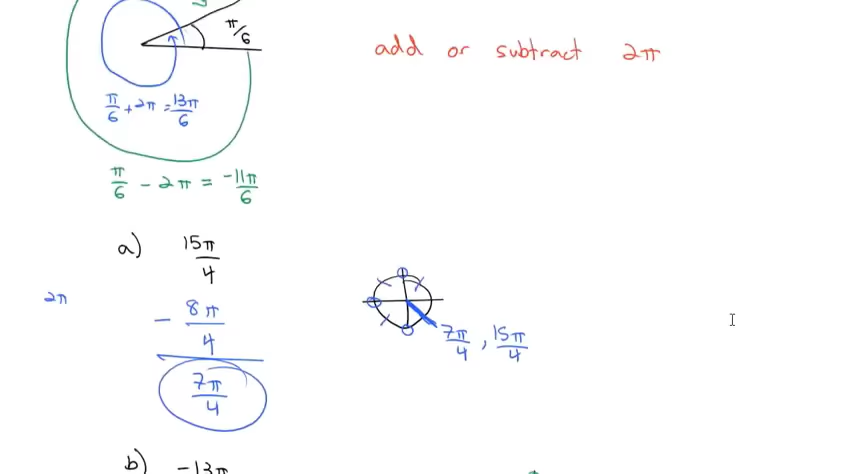 π/6
add or subtract 2π
π/6 + 2π = 13π/6
π/6 - 2π = -11π/6
a) 15π/4
2π
- 8π/4
7π/4
7π/4 , 15π/4
b) -13π